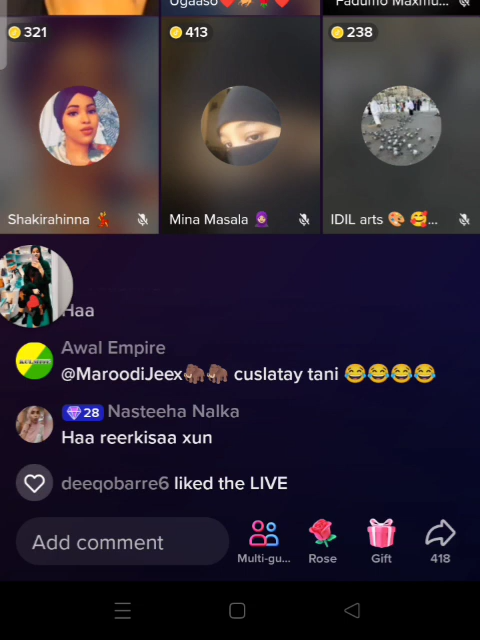 Ugaaso❤️🐎🌹❤️
Fadumo Maxmu...
321
413
238
Shakirahinna 💃
Mina Masala 🧕
IDIL arts 🎨 🥰...
Haa
Awal Empire
@MaroodiJeex🦣🦣 cuslatay tani 😂😂😂😂
28 Nasteeha Nalka
Haa reerkisaa xun
deeqobarre6 liked the LIVE
Add comment
Multi-gu...
Rose
Gift
418